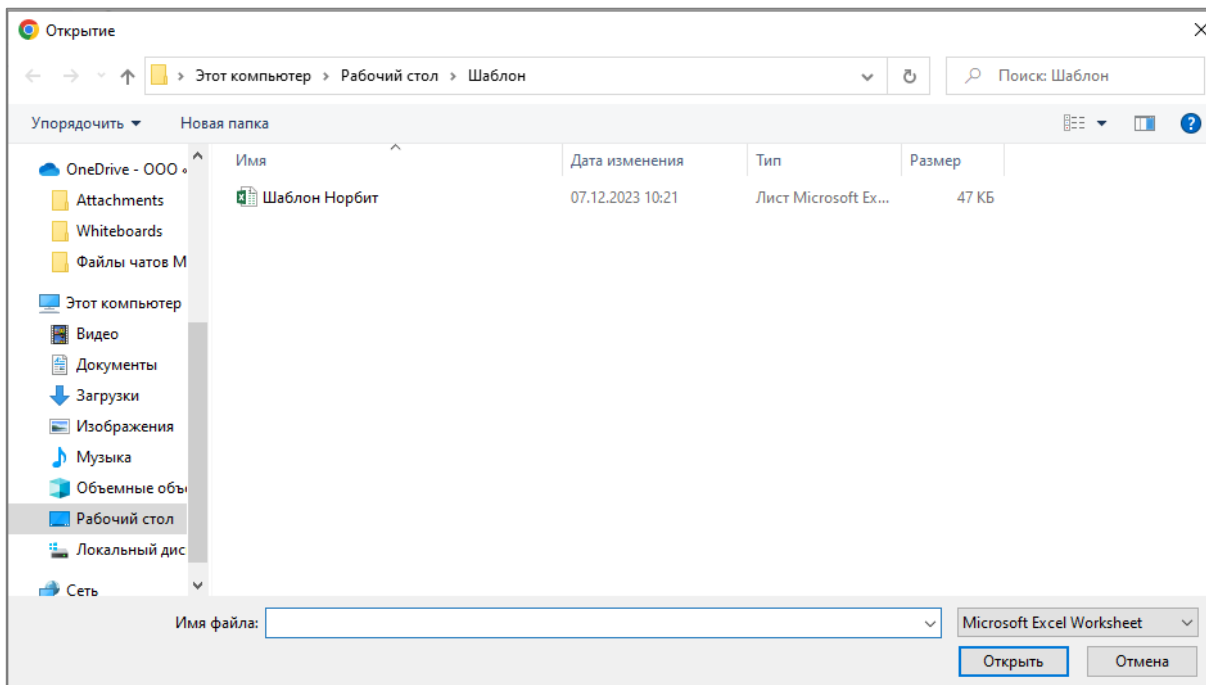 Открытие
Этот компьютер › Рабочий стол › Шаблон
Поиск: Шаблон
Упорядочить
Новая папка
Имя
Дата изменения
Тип
Размер
Шаблон Норбит
07.12.2023 10:21
Лист Microsoft Ex...
47 КБ
OneDrive - ООО «
Attachments
Whiteboards
Файлы чатов M
Этот компьютер
Видео
Документы
Загрузки
Изображения
Музыка
Объемные объ
Рабочий стол
Локальный дис
Сеть
Имя файла:
Microsoft Excel Worksheet
Открыть
Отмена